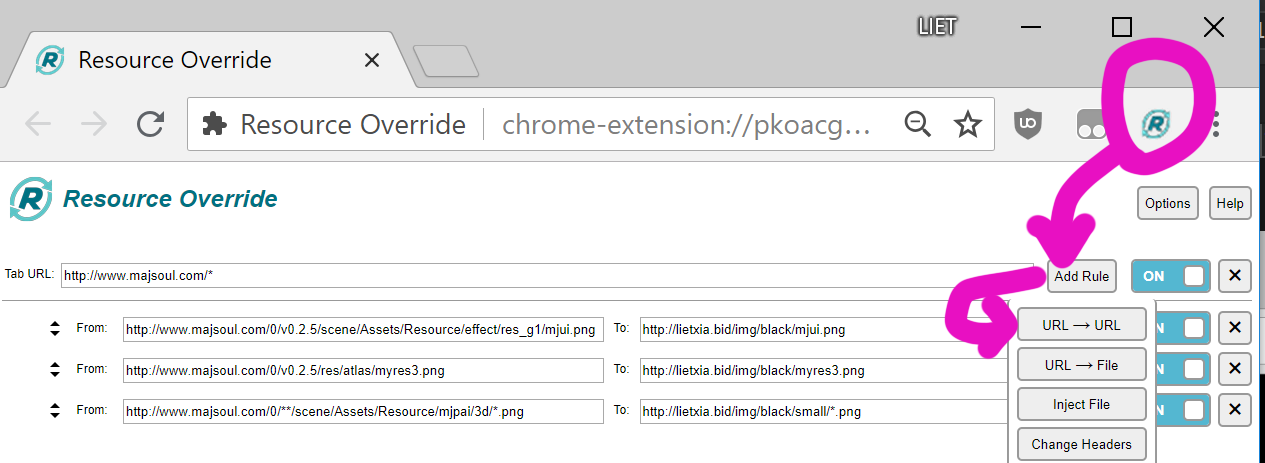 LIET
Resource Override
Resource Override chrome-extension://pkoacg...
UO
R Resource Override
Options Help
Tab URL: http://www.majsoul.com/* Add Rule ON
From: http://www.majsoul.com/0/v0.2.5/scene/Assets/Resource/effect/res_g1/mjui.png To: http://lietxia.bid/img/black/mjui.png
URL → URL
From: http://www.majsoul.com/0/v0.2.5/res/atlas/myres3.png To: http://lietxia.bid/img/black/myres3.png
URL → File
From: http://www.majsoul.com/0/**/scene/Assets/Resource/mjpai/3d/*.png To: http://lietxia.bid/img/black/small/*.png
Inject File
Change Headers